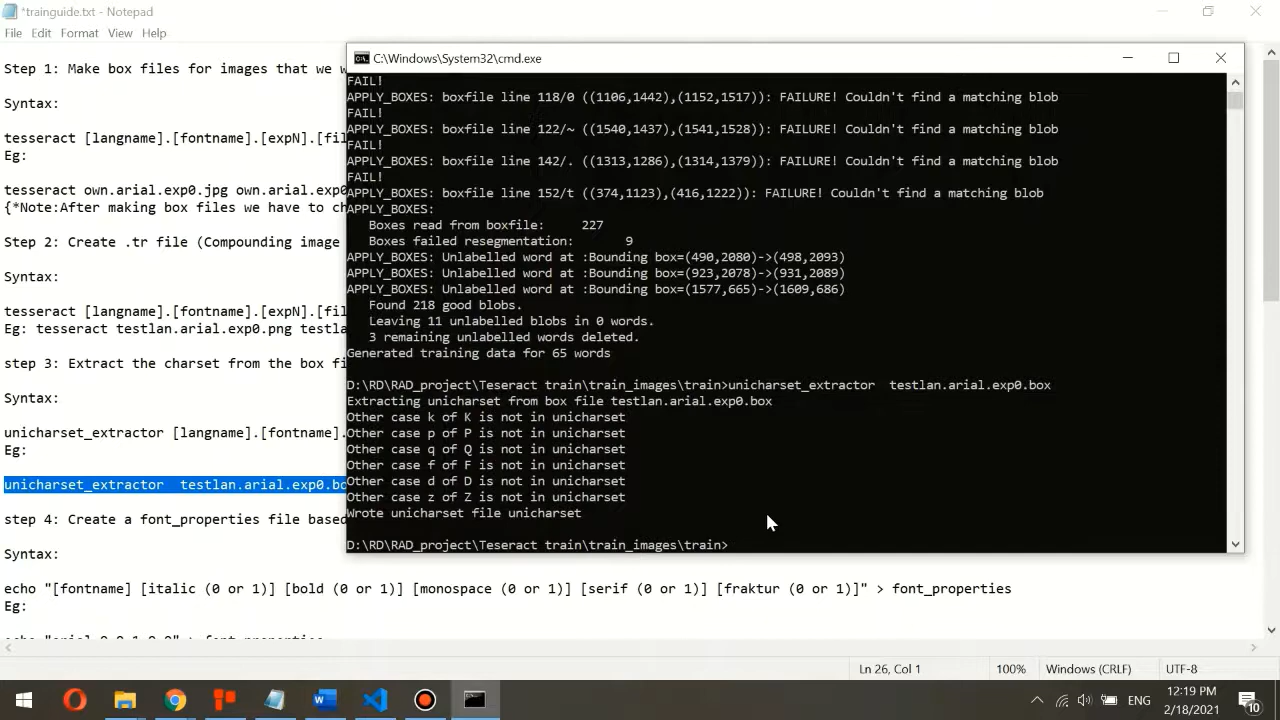 *trainguide.txt - Notepad
File Edit Format View Help
Step 1: Make box files for images that we w
Syntax:
tesseract [langname].[fontname].[expN].[fil
Eg:
tesseract own.arial.exp0.jpg own.arial.exp0
{*Note:After making box files we have to ch
Step 2: Create .tr file (Compounding image
Syntax:
tesseract [langname].[fontname].[expN].[fil
Eg: tesseract testlan.arial.exp0.png testla
step 3: Extract the charset from the box fi
Syntax:
unicharset_extractor [langname].[fontname].
Eg:
unicharset_extractor  testlan.arial.exp0.bo
step 4: Create a font_properties file based
Syntax:
echo "[fontname] [italic (0 or 1)] [bold (0 or 1)] [monospace (0 or 1)] [serif (0 or 1)] [fraktur (0 or 1)]" > font_properties
Eg:
C:\Windows\System32\cmd.exe
FAIL!
APPLY_BOXES: boxfile line 118/0 ((1106,1442),(1152,1517)): FAILURE! Couldn't find a matching blob
FAIL!
APPLY_BOXES: boxfile line 122/~ ((1540,1437),(1541,1528)): FAILURE! Couldn't find a matching blob
FAIL!
APPLY_BOXES: boxfile line 142/. ((1313,1286),(1314,1379)): FAILURE! Couldn't find a matching blob
FAIL!
APPLY_BOXES: boxfile line 152/t ((374,1123),(416,1222)): FAILURE! Couldn't find a matching blob
APPLY_BOXES:
Boxes read from boxfile: 227
Boxes failed resegmentation: 9
APPLY_BOXES: Unlabelled word at :Bounding box=(490,2080)->(498,2093)
APPLY_BOXES: Unlabelled word at :Bounding box=(923,2078)->(931,2089)
APPLY_BOXES: Unlabelled word at :Bounding box=(1577,665)->(1609,686)
Found 218 good blobs.
Leaving 11 unlabelled blobs in 0 words.
3 remaining unlabelled words deleted.
Generated training data for 65 words
D:\RD\RAD_project\Teseract train\train_images\train>unicharset_extractor  testlan.arial.exp0.box
Extracting unicharset from box file testlan.arial.exp0.box
Other case k of K is not in unicharset
Other case p of P is not in unicharset
Other case q of Q is not in unicharset
Other case f of F is not in unicharset
Other case d of D is not in unicharset
Other case z of Z is not in unicharset
Wrote unicharset file unicharset
D:\RD\RAD_project\Teseract train\train_images\train>
Ln 26, Col 1 100% Windows (CRLF) UTF-8
ENG
12:19 PM
2/18/2021
10